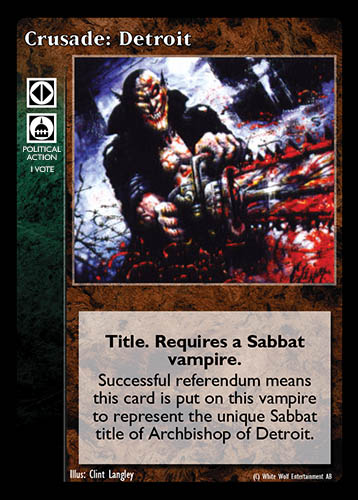 Crusade: Detroit
POLITICAL
ACTION
1 VOTE
Title. Requires a Sabbat
vampire.
Successful referendum means
this card is put on this vampire
to represent the unique Sabbat
title of Archbishop of Detroit.
Illus: Clint Langley
(C) White Wolf Entertainment AB